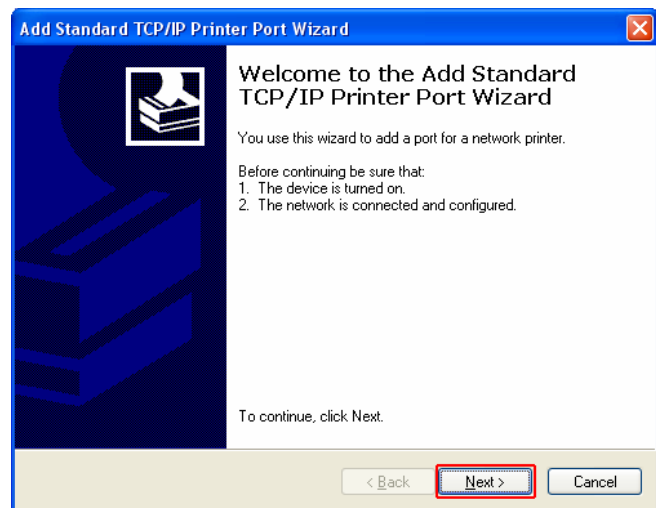 Add Standard TCP/IP Printer Port Wizard
Welcome to the Add Standard
TCP/IP Printer Port Wizard
You use this wizard to add a port for a network printer.
Before continuing be sure that:
1. The device is turned on.
2. The network is connected and configured.
To continue, click Next.
< Back Next > Cancel